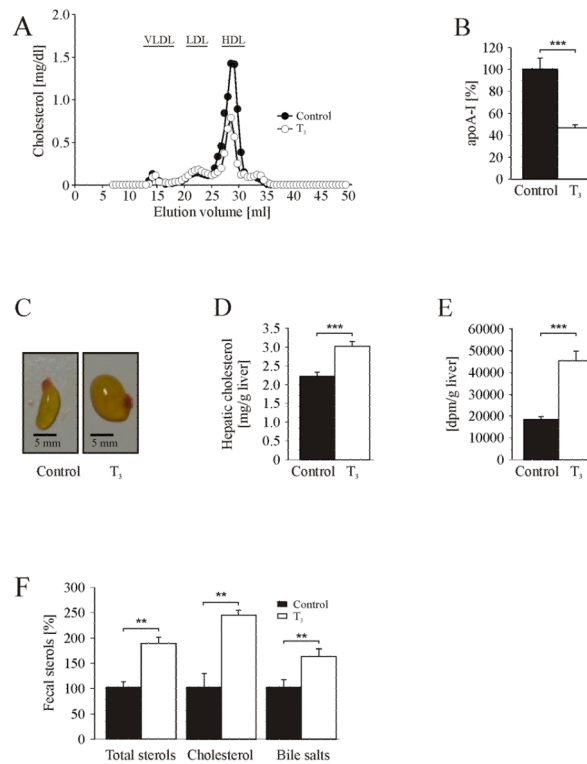 A
VLDL LDL HDL
Cholesterol [mg/dl]
2.0
1.5
1.0
0.5
0
0 5 10 15 20 25 30 35 40 45 50
Elution volume [ml]
Control
T3
B
***
apoA-I [%]
120
100
80
60
40
20
0
Control T3
C
5 mm 5 mm
Control T3
D
***
Hepatic cholesterol
[mg/g liver]
3.5
3.0
2.5
2.0
1.5
1.0
0.5
0.0
Control T3
E
***
[dpm/g liver]
60000
50000
40000
30000
20000
10000
0
Control T3
F
Fecal sterols [%]
300
250
200
150
100
50
0
** ** **
Control
T3
Total sterols Cholesterol Bile salts